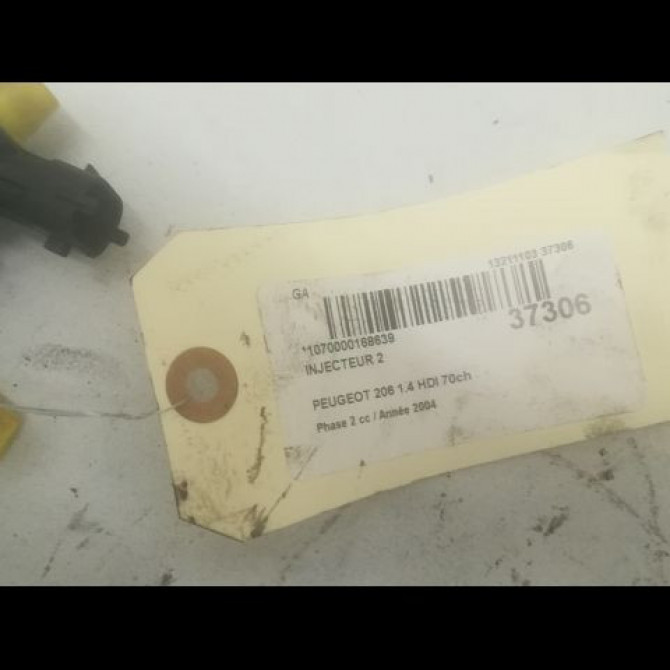 13211103 37306
GA
37306
*1070000168639
INJECTEUR 2
PEUGEOT 206 1.4 HDI 70ch
Phase 2 cc / Année 2004